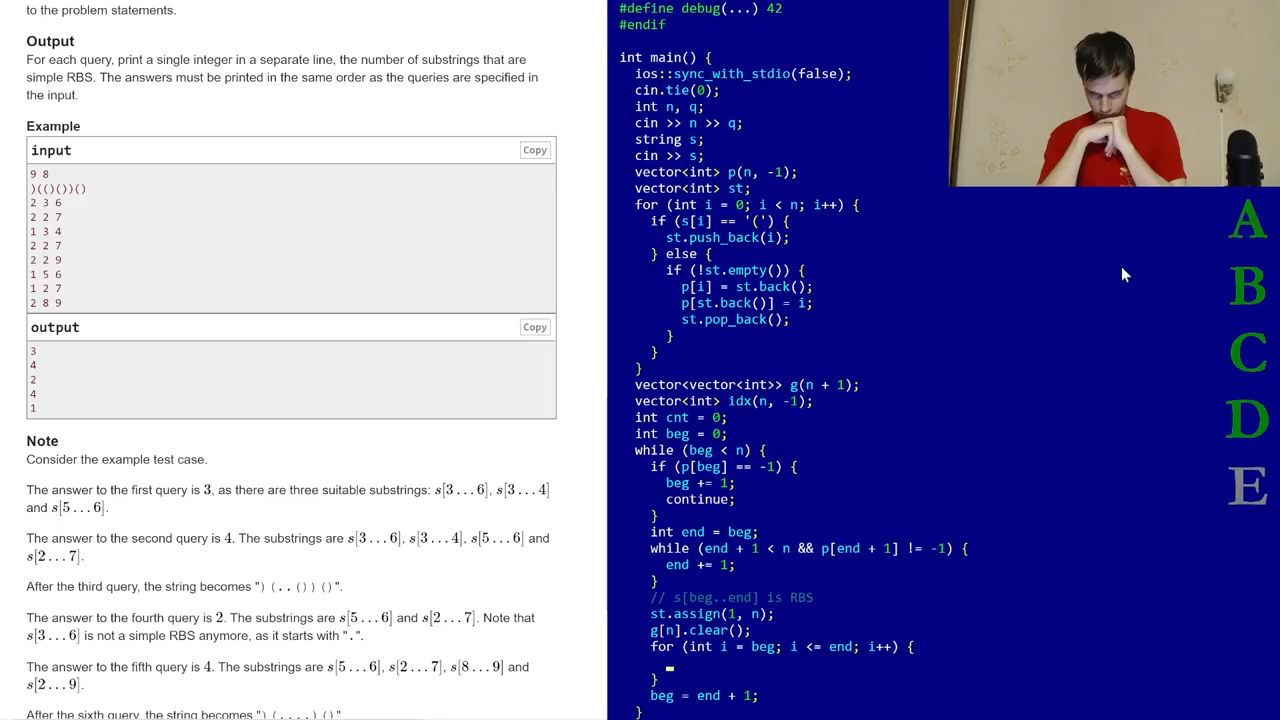 to the problem statements.
Output
For each query, print a single integer in a separate line, the number of substrings that are
simple RBS. The answers must be printed in the same order as the queries are specified in
the input.
Example
input
Copy
9 8
)(()())()
2 3 6
2 2 7
1 3 4
2 2 7
2 2 9
1 5 6
1 2 7
2 8 9
output
Copy
3
4
2
4
1
Note
Consider the example test case.
The answer to the first query is 3, as there are three suitable substrings: s[3…6], s[3…4]
and s[5…6].
The answer to the second query is 4. The substrings are s[3…6], s[3…4], s[5…6] and
s[2…7].
After the third query, the string becomes ")(..())()".
The answer to the fourth query is 2. The substrings are s[5…6] and s[2…7]. Note that
s[3…6] is not a simple RBS anymore, as it starts with ".".
The answer to the fifth query is 4. The substrings are s[5…6], s[2…7], s[8…9] and
s[2…9].
After the sixth query, the string becomes ")(....)()".
#define debug(...) 42
#endif
int main() {
ios::sync_with_stdio(false);
cin.tie(0);
int n, q;
cin >> n >> q;
string s;
cin >> s;
vector<int> p(n, -1);
vector<int> st;
for (int i = 0; i < n; i++) {
if (s[i] == '(') {
st.push_back(i);
} else {
if (!st.empty()) {
p[i] = st.back();
p[st.back()] = i;
st.pop_back();
}
}
}
vector<vector<int>> g(n + 1);
vector<int> idx(n, -1);
int cnt = 0;
int beg = 0;
while (beg < n) {
if (p[beg] == -1) {
beg += 1;
continue;
}
int end = beg;
while (end + 1 < n && p[end + 1] != -1) {
end += 1;
}
// s[beg..end] is RBS
st.assign(1, n);
g[n].clear();
for (int i = beg; i <= end; i++) {
}
beg = end + 1;
}
A
B
C
D
E